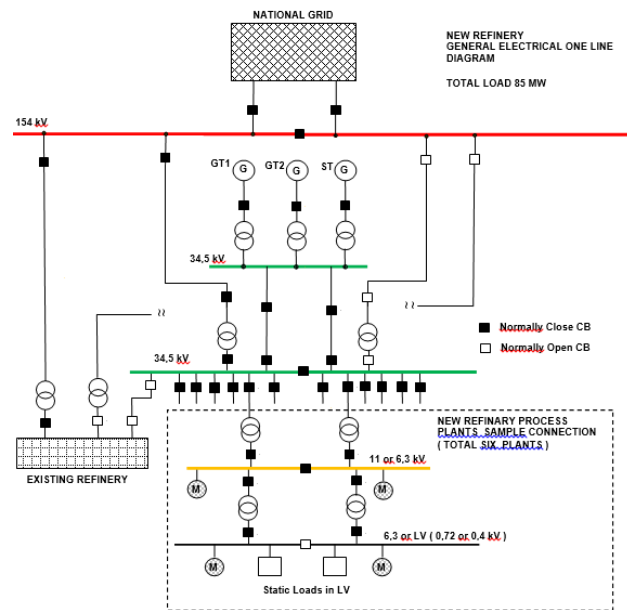 NATIONAL GRID
NEW REFINERY
GENERAL ELECTRICAL ONE LINE
DIAGRAM
TOTAL LOAD 85 MW
154 kV
GT1
G
GT2
G
ST
G
34,5 kV
Normally Close CB
Normally Open CB
34,5 kV
NEW REFINARY PROCESS
PLANTS SAMPLE CONNECTION
( TOTAL SIX PLANTS )
EXISTING REFINERY
11 or 6,3 kV
M
M
6,3 or LV ( 0,72 or 0,4 kV )
M
M
Static Loads in LV